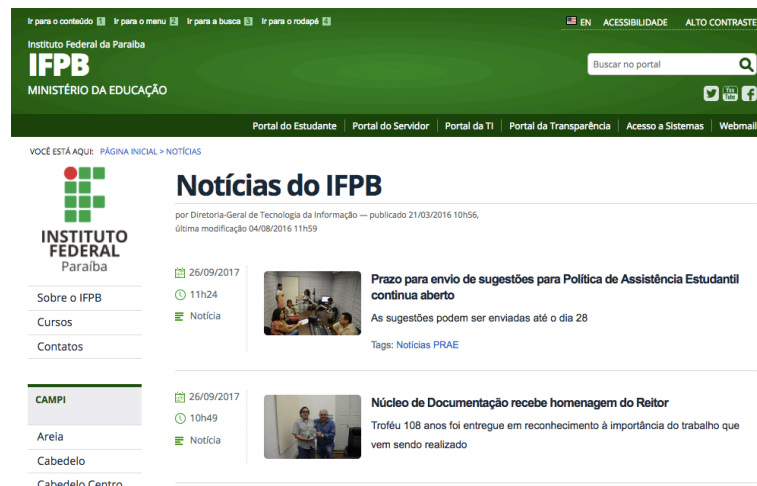 Ir para o conteúdo 1 Ir para o menu 2 Ir para a busca 3 Ir para o rodapé 4
EN ACESSIBILIDADE ALTO CONTRASTE
Instituto Federal da Paraíba
IFPB
MINISTÉRIO DA EDUCAÇÃO
Buscar no portal
You Tube
Portal do Estudante Portal do Servidor Portal da TI Portal da Transparência Acesso a Sistemas Webmail
VOCÊ ESTÁ AQUI: PÁGINA INICIAL > NOTÍCIAS
INSTITUTO
FEDERAL
Paraíba
Sobre o IFPB
Cursos
Contatos
CAMPI
Areia
Cabedelo
Cabedelo Centro
Notícias do IFPB
por Diretoria-Geral de Tecnologia da Informação — publicado 21/03/2016 10h56,
última modificação 04/08/2016 11h59
26/09/2017
11h24
Notícia
Prazo para envio de sugestões para Política de Assistência Estudantil
continua aberto
As sugestões podem ser enviadas até o dia 28
Tags: Notícias PRAE
26/09/2017
10h49
Notícia
Núcleo de Documentação recebe homenagem do Reitor
Troféu 108 anos foi entregue em reconhecimento à importância do trabalho que
vem sendo realizado